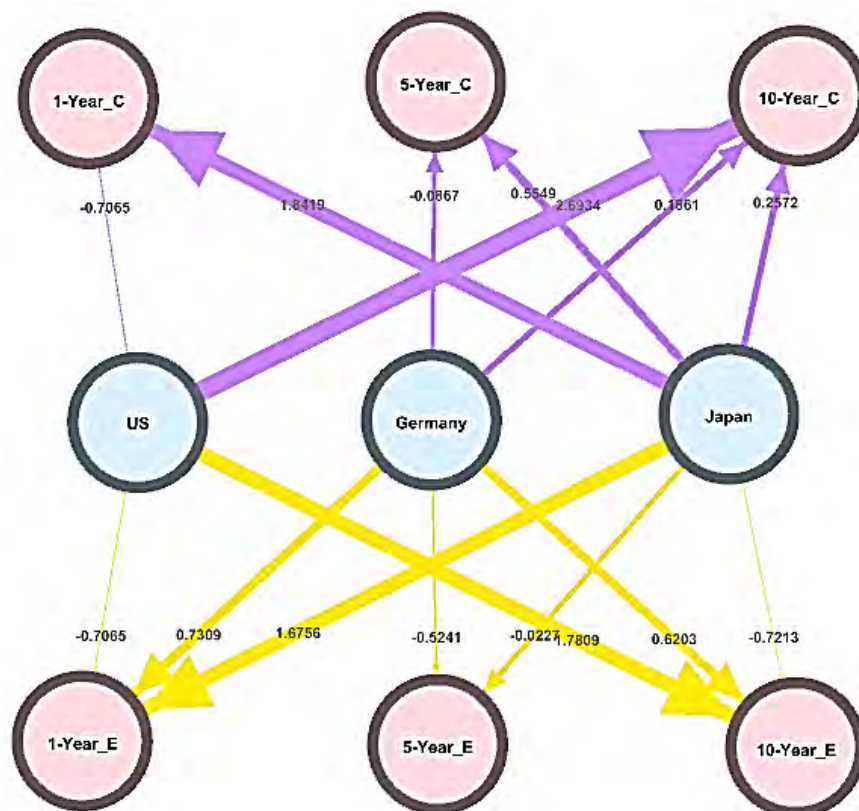 1-Year_C
5-Year_C
10-Year_C
-0.7065
1.8419
-0.0867
0.5549
2.6934
0.1861
0.2572
US
Germany
Japan
-0.7065
0.7309
1.6756
-0.5241
-0.0227
1.7809
0.6203
-0.7213
1-Year_E
5-Year_E
10-Year_E